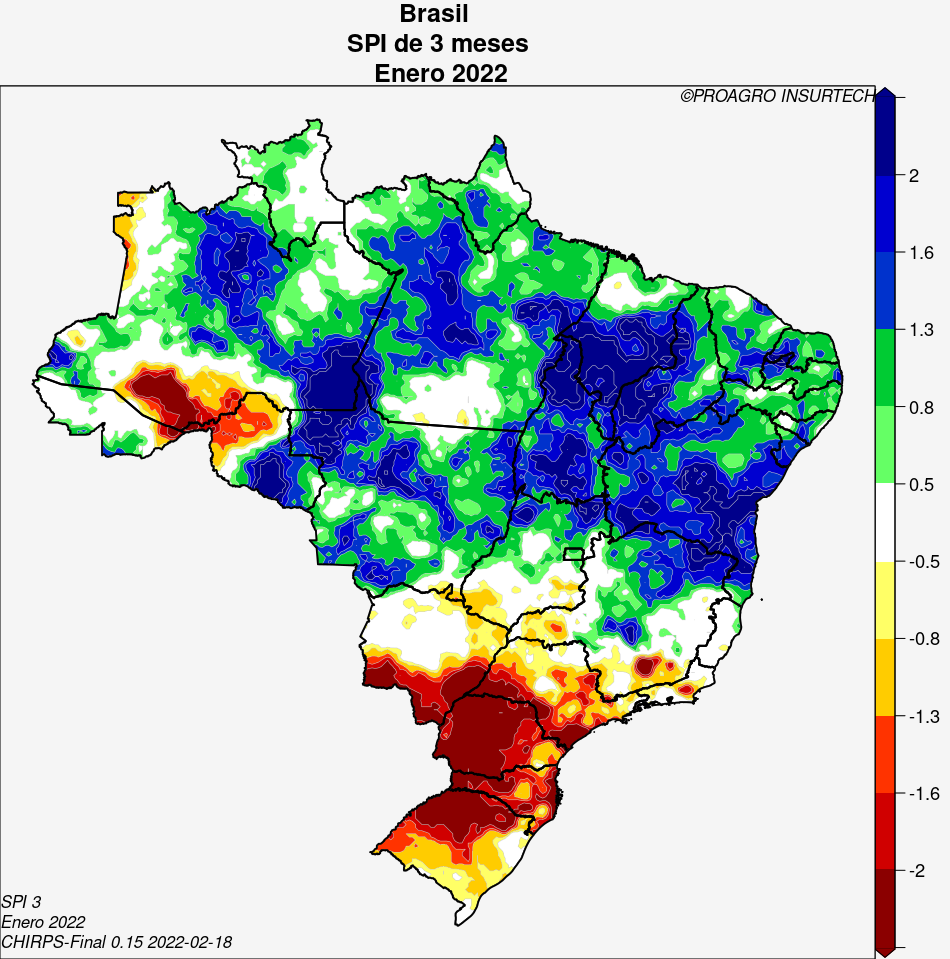 Brasil
SPI de 3 meses
Enero 2022
©PROAGRO INSURTECH
2
1.6
1.3
0.8
0.5
-0.5
-0.8
-1.3
-1.6
-2
SPI 3
Enero 2022
CHIRPS-Final 0.15 2022-02-18